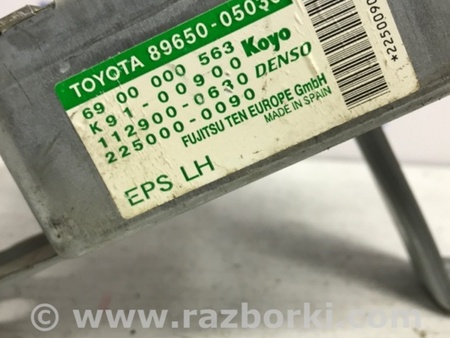 TOYOTA 89650-050
69 00 000 563 Koyo
K91-00900
112900-0630 DENSO
225000-0090
FUJITSU TEN EUROPE GmbH
MADE IN SPAIN
EPS LH
*2250090
© www.razborki.com